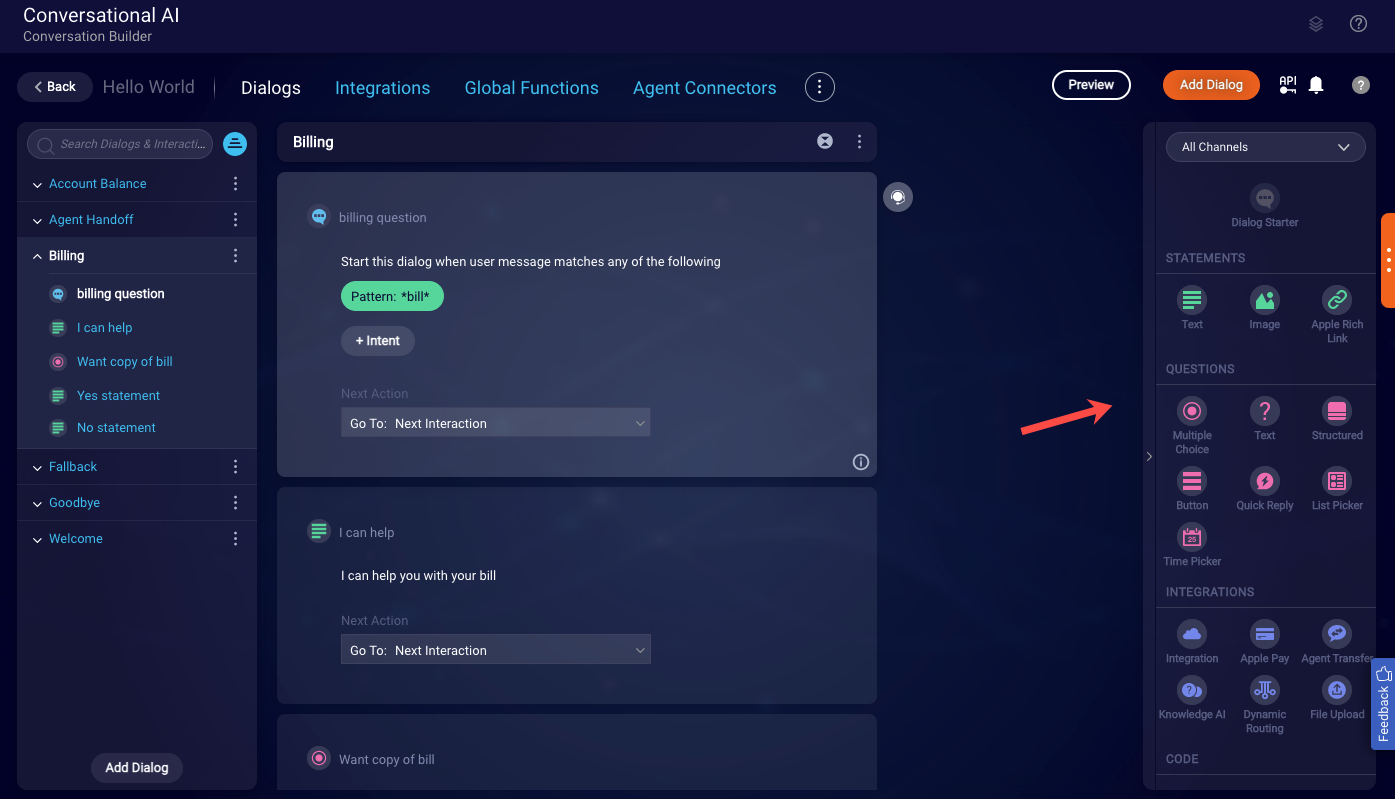 Conversational AI
Conversation Builder
Back
Hello World
Dialogs
Integrations
Global Functions
Agent Connectors
Preview
Add Dialog
API
?
?
Search Dialogs & Interacti...
Account Balance
Agent Handoff
Billing
billing question
I can help
Want copy of bill
Yes statement
No statement
Fallback
Goodbye
Welcome
Add Dialog
Billing
billing question
Start this dialog when user message matches any of the following
Pattern: *bill*
+ Intent
Next Action
Go To: Next Interaction
I can help
I can help you with your bill
Next Action
Go To: Next Interaction
Want copy of bill
All Channels
Dialog Starter
STATEMENTS
Text
Image
Apple Rich
Link
QUESTIONS
Multiple
Choice
?
Text
Structured
Button
Quick Reply
List Picker
25
Time Picker
INTEGRATIONS
Integration
Apple Pay
Agent Transfer
?
Knowledge AI
Dynamic
Routing
File Upload
CODE
Feedback